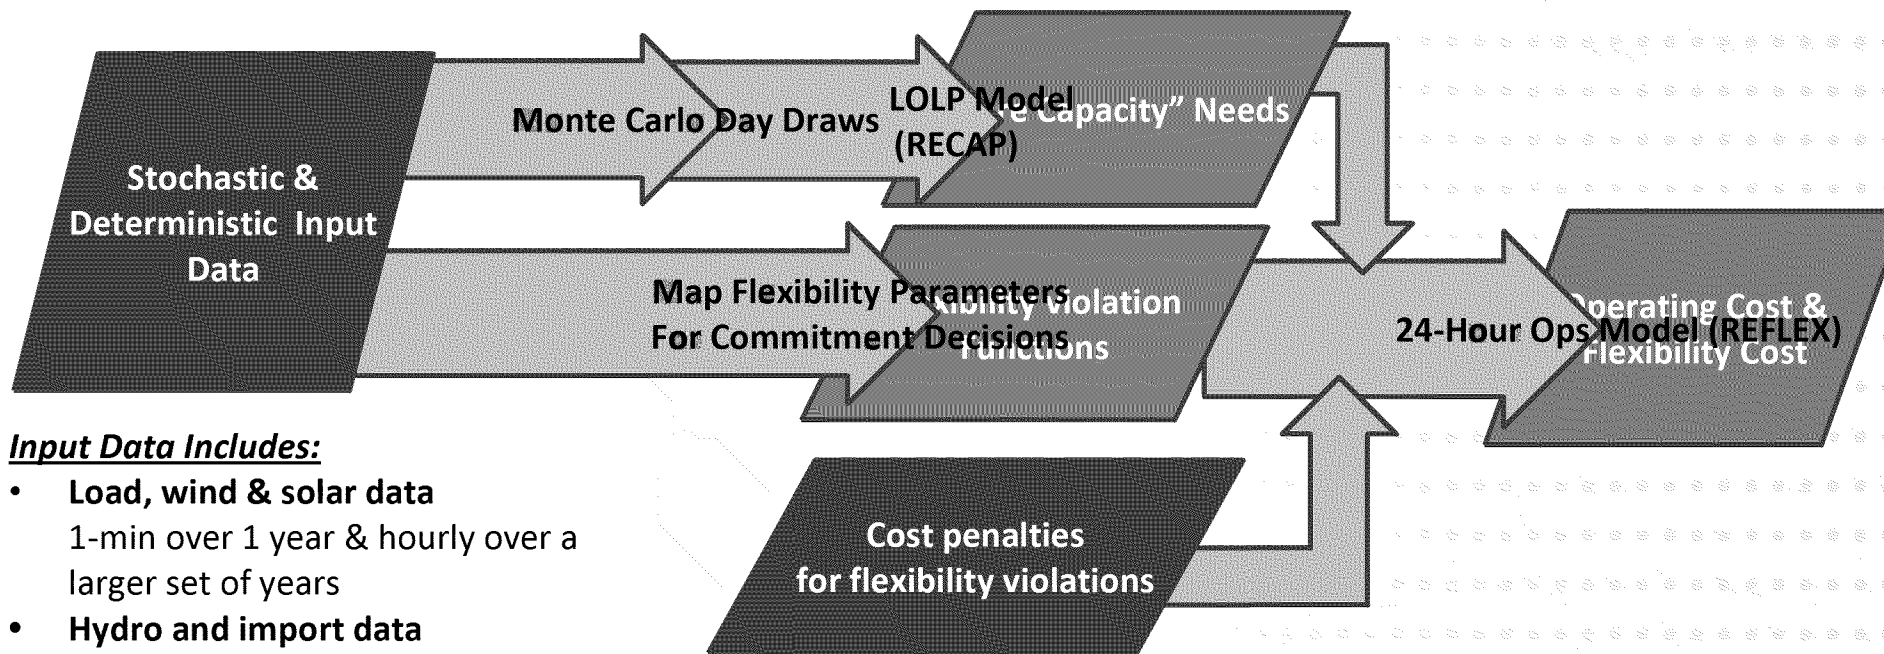 Stochastic &
Deterministic Input
Data
Monte Carlo Day Draws
LOLP Model
(RECAP)
Capacity” Needs
Map Flexibility Parameters
For Commitment Decisions
violation
Functions
24-Hour Ops Model (REFLEX)
Operating Cost &
Flexibility Cost
Cost penalties
for flexibility violations
Input Data Includes:
• Load, wind & solar data
1-min over 1 year & hourly over a
larger set of years
• Hydro and import data